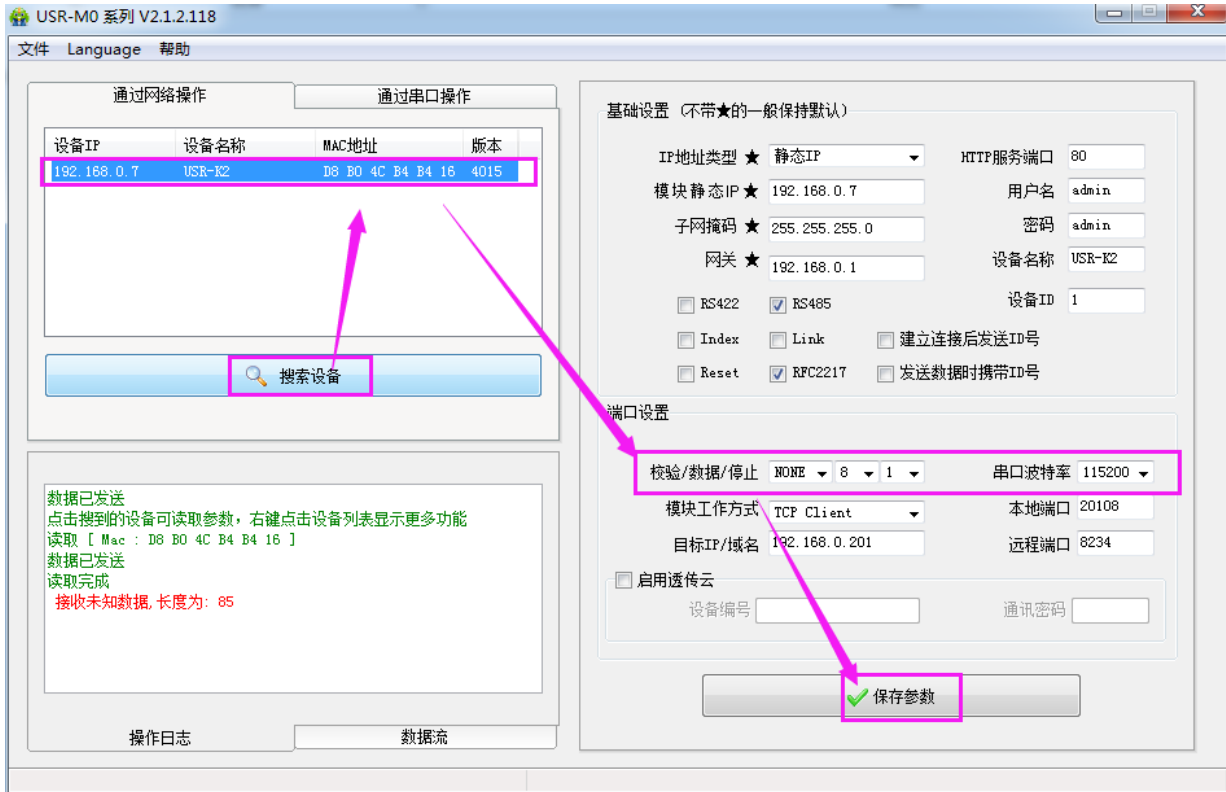 USR-M0 系列 V2.1.2.118
文件 Language 帮助
通过网络操作 通过串口操作
设备IP 设备名称 MAC地址 版本
192.168.0.7 USR-K2 D8 B0 4C B4 B4 16 4015
搜索设备
数据已发送
点击搜到的设备可读取参数，右键点击设备列表显示更多功能
读取 [ Mac : D8 B0 4C B4 B4 16 ]
数据已发送
读取完成
接收未知数据,长度为: 85
操作日志 数据流
基础设置 (不带★的一般保持默认)
IP地址类型 ★ 静态IP HTTP服务端口 80
模块静态IP★ 192.168.0.7 用户名 admin
子网掩码 ★ 255.255.255.0 密码 admin
网关 ★ 192.168.0.1 设备名称 USR-K2
RS422 RS485 设备ID 1
Index Link 建立连接后发送ID号
Reset RFC2217 发送数据时携带ID号
端口设置
校验/数据/停止 NONE 8 1 串口波特率 115200
模块工作方式 TCP Client 本地端口 20108
目标IP/域名 192.168.0.201 远程端口 8234
启用透传云
设备编号 通讯密码
保存参数